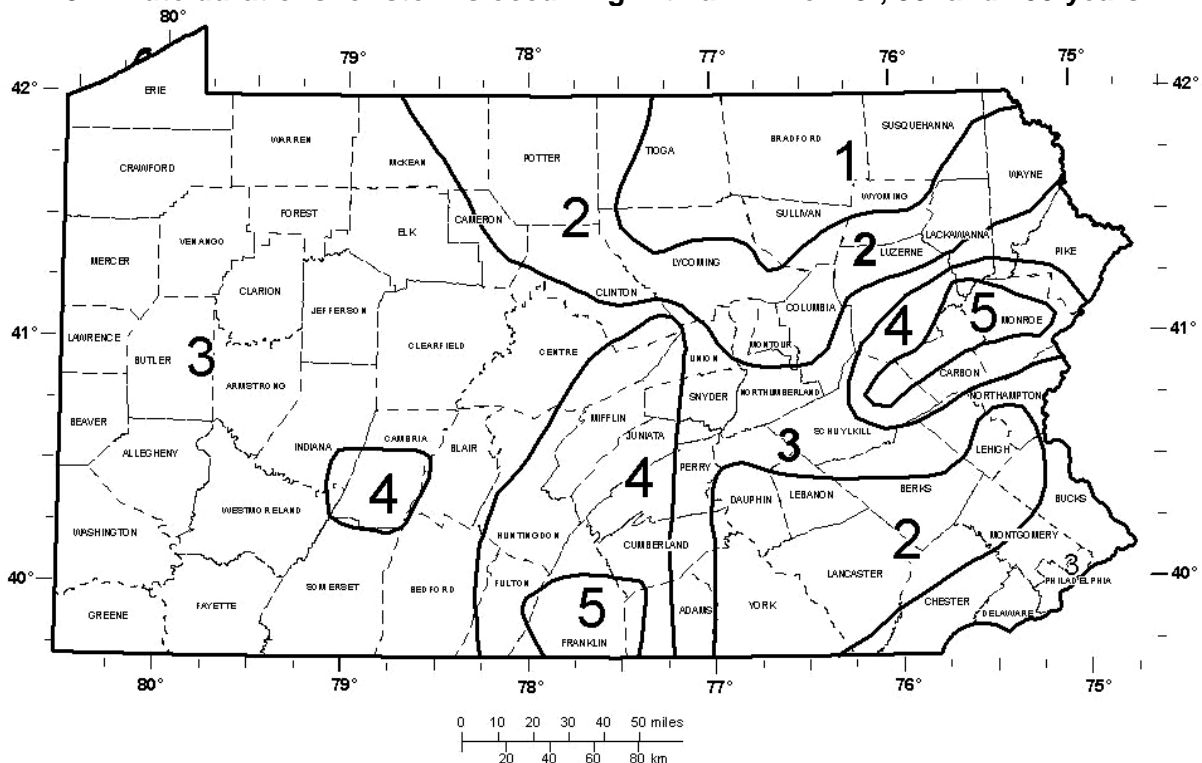 80°
79°
78°
77°
76°
75°
42°
42°
ERIE
WARREN
McKEAN
POTTER
TIOGA
BRADFORD
SUSQUEHANNA
1
CRAWFORD
WAYNE
WYOMING
FOREST
CAMERON
2
SULLIVAN
VENANGO
ELK
LACKAWANNA
2
LUZERNE
PIKE
MERCER
LYCOMING
CLARION
CLINTON
COLUMBIA
JEFFERSON
5
MONROE
4
41°
41°
LAWRENCE
CLEARFIELD
CENTRE
MONTOUR
3
BUTLER
UNION
CARBON
ARMSTRONG
SNYDER
NORTHUMBERLAND
NORTHAMPTON
BEAVER
MIFFLIN
SCHUYLKILL
INDIANA
CAMBRIA
BLAIR
JUNIATA
3
LEHIGH
ALLEGHENY
PERRY
4
4
DAUPHIN
LEBANON
BERKS
BUCKS
WESTMORELAND
WASHINGTON
HUNTINGDON
CUMBERLAND
2
MONTGOMERY
3
40°
40°
LANCASTER
PHILADELPHIA
SOMERSET
BEDFORD
FULTON
GREENE
FAYETTE
5
ADAMS
YORK
CHESTER
DELAWARE
FRANKLIN
80°
79°
78°
77°
76°
75°
0 10 20 30 40 50 miles
20 40 60 80 km